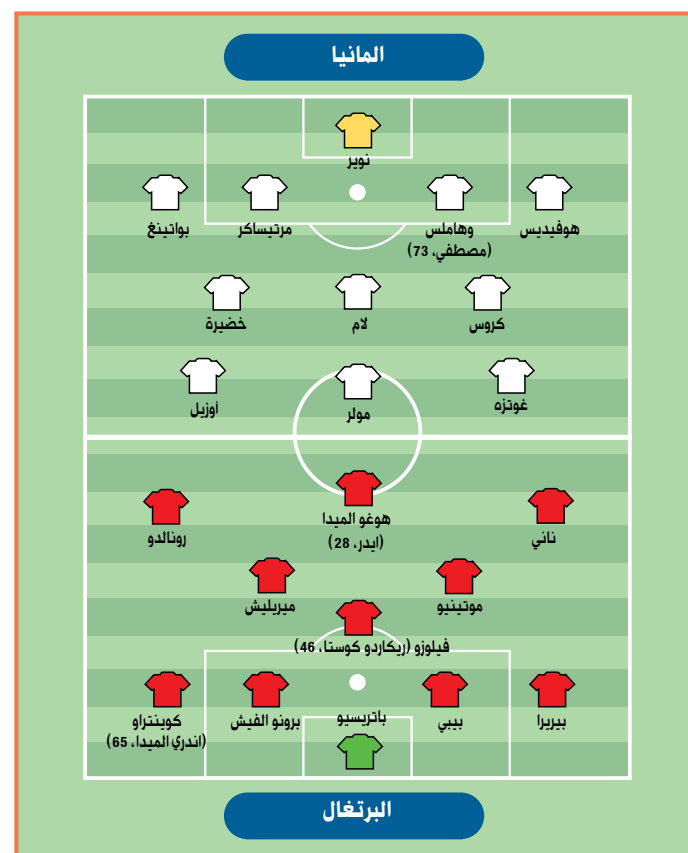 المانيا
نوير
هوفيديس
وهاملس
(مصطفي، 73)
مرتيساكر
بواتينغ
كروس
لام
خضيرة
غوتزه
مولر
أوزيل
ناني
هوغو الميدا
(ايدر، 28)
رونالدو
موتينيو
ميريليش
فيلوزو (ريكاردو كوستا، 46)
بيريرا
بيبي
باتريسيو
برونو الفيش
كوينتراو
(اندري الميدا، 65)
البرتغال